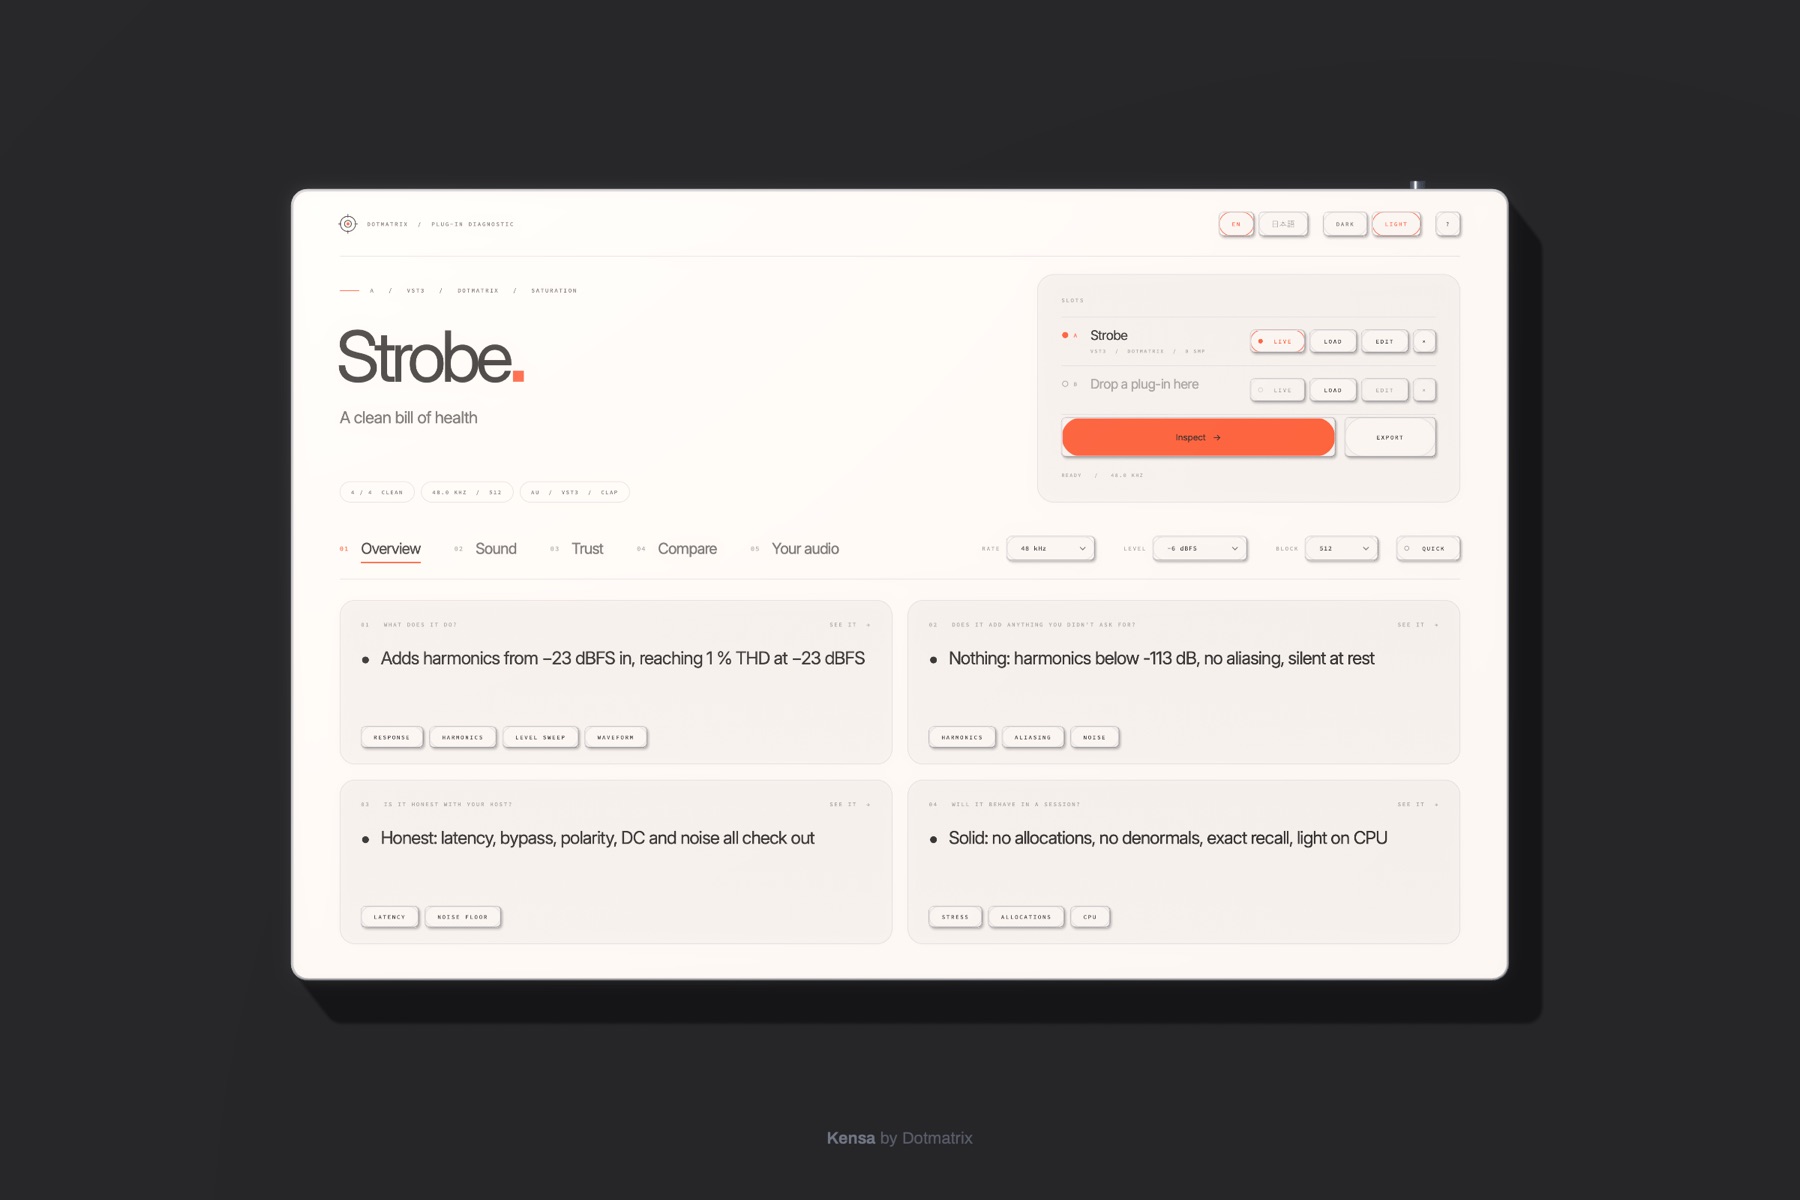 DOTMATRIX / PLUG-IN DIAGNOSTIC
EN 日本語 DARK LIGHT ?
A / VST3 / DOTMATRIX / SATURATION
Strobe.
A clean bill of health
4 / 4 CLEAN 48.0 KHZ / 512 AU / VST3 / CLAP
SLOTS
A Strobe LIVE LOAD EDIT
VST3 / DOTMATRIX / 0 SMP
B Drop a plug-in here LIVE LOAD EDIT
Inspect → EXPORT
READY / 48.0 KHZ
01 Overview 02 Sound 03 Trust 04 Compare 05 Your audio
RATE 48 kHz LEVEL -6 dBFS BLOCK 512 QUICK
01 WHAT DOES IT DO? SEE IT
Adds harmonics from −23 dBFS in, reaching 1 % THD at −23 dBFS
RESPONSE HARMONICS LEVEL SWEEP WAVEFORM
02 DOES IT ADD ANYTHING YOU DIDN'T ASK FOR? SEE IT
Nothing: harmonics below -113 dB, no aliasing, silent at rest
HARMONICS ALIASING NOISE
03 IS IT HONEST WITH YOUR HOST? SEE IT
Honest: latency, bypass, polarity, DC and noise all check out
LATENCY NOISE FLOOR
04 WILL IT BEHAVE IN A SESSION? SEE IT
Solid: no allocations, no denormals, exact recall, light on CPU
STRESS ALLOCATIONS CPU
Kensa by Dotmatrix